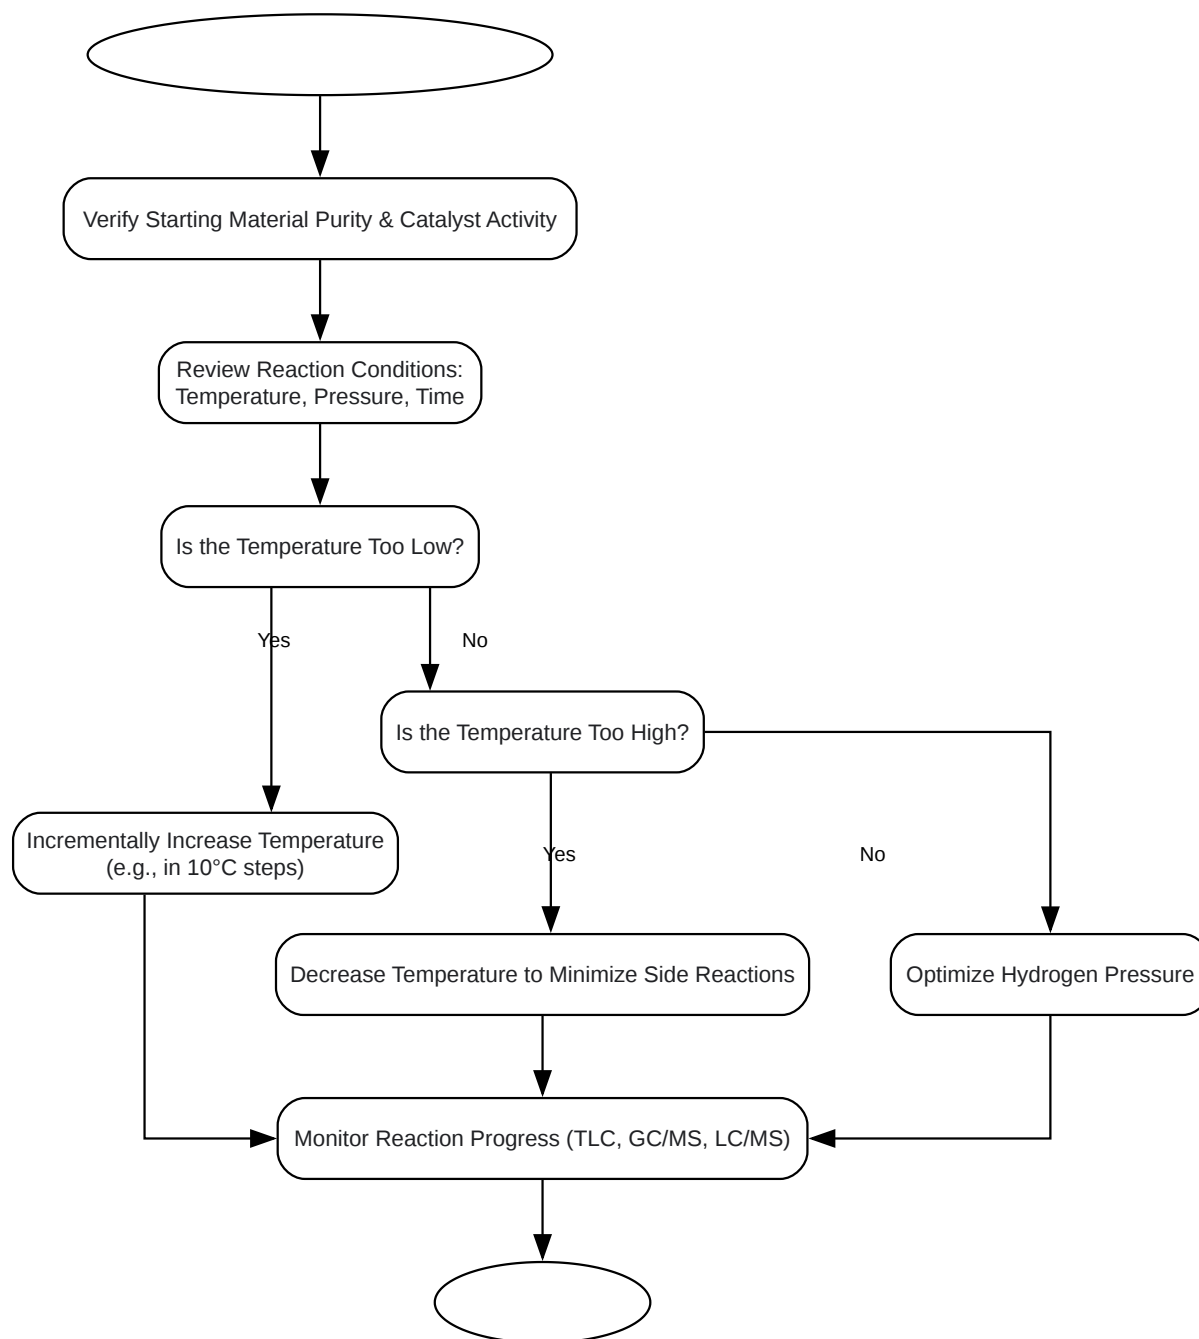 Verify Starting Material Purity & Catalyst Activity
Review Reaction Conditions:
Temperature, Pressure, Time
Is the Temperature Too Low?
Yes
No
Is the Temperature Too High?
Incrementally Increase Temperature
(e.g., in 10°C steps)
Yes
No
Decrease Temperature to Minimize Side Reactions
Optimize Hydrogen Pressure
Monitor Reaction Progress (TLC, GC/MS, LC/MS)